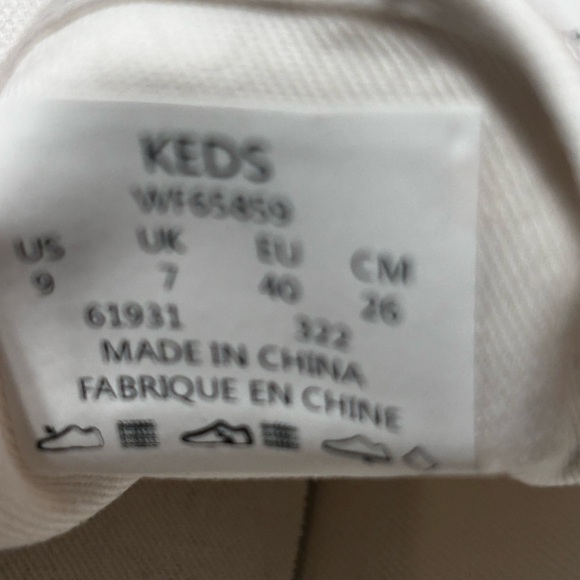 KEDS
WF65859
US UK EU CM
9 7 40 26
61931 322
MADE IN CHINA
FABRIQUE EN CHINE